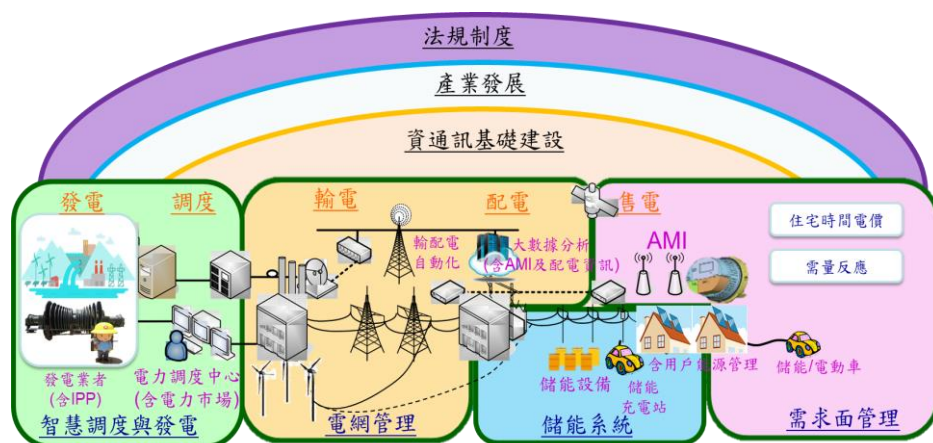 法規制度
產業發展
資通訊基礎建設
發電
調度
輸電
配電
售電
住宅時間電價
需量反應
輸配電
自動化
大數據分析
(含AMI及配電資訊)
AMI
發電業者
(含IPP)
電力調度中心
(含電力市場)
儲能設備
儲能
充電站
含用戶能源管理
儲能/電動車
智慧調度與發電
電網管理
儲能系統
需求面管理